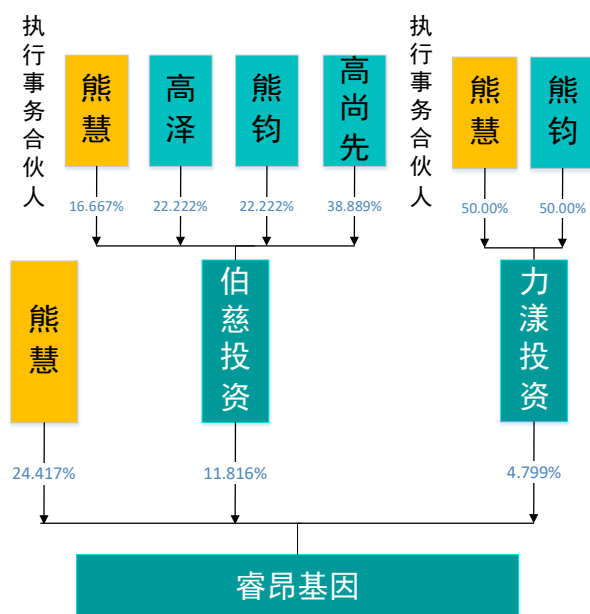 执行事务合伙人
熊慧
高泽
熊钧
高尚先
执行事务合伙人
熊慧
熊钧
16.667%
22.222%
22.222%
38.889%
50.00%
50.00%
熊慧
伯慈投资
力漾投资
24.417%
11.816%
4.799%
睿昂基因